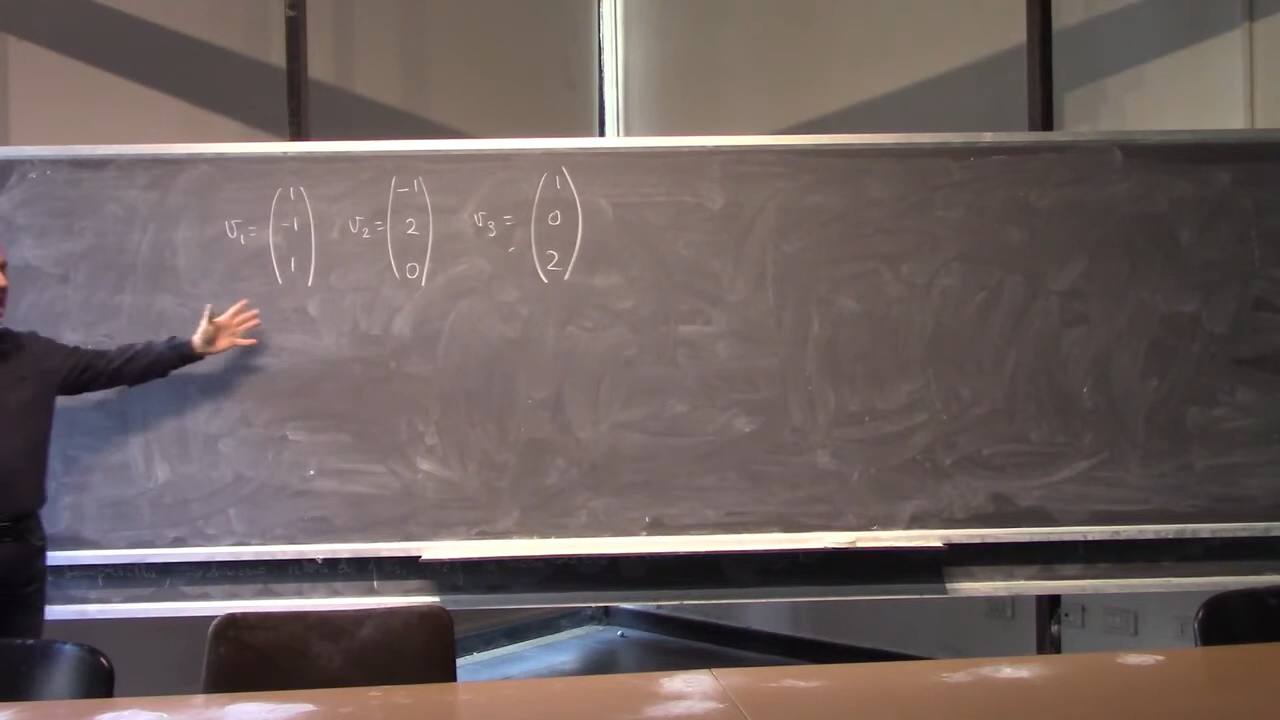 v₁ = (1 -1 1) v₂ = (-1 2 0) v₃ = (1 0 2)